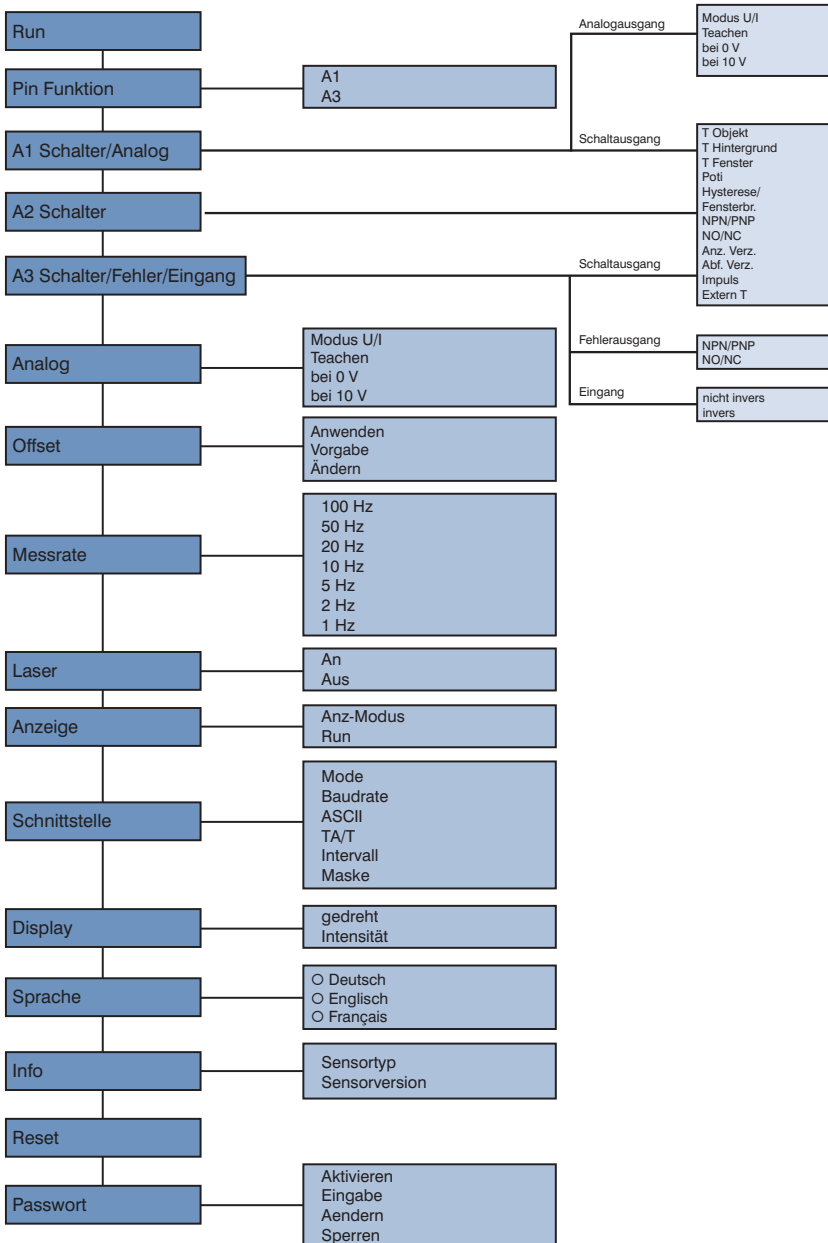 Run
Pin Funktion
A1
A3
A1 Schalter/Analog
Analogausgang
Modus U/I
Teachen
bei 0 V
bei 10 V
Schaltausgang
T Objekt
T Hintergrund
T Fenster
Poti
Hysterese/
Fensterbr.
NPN/PNP
NO/NC
Anz. Verz.
Abf. Verz.
Impuls
Extern T
A2 Schalter
A3 Schalter/Fehler/Eingang
Schaltausgang
Fehlerausgang
NPN/PNP
NO/NC
Eingang
nicht invers
invers
Analog
Modus U/I
Teachen
bei 0 V
bei 10 V
Offset
Anwenden
Vorgabe
Ändern
Messrate
100 Hz
50 Hz
20 Hz
10 Hz
5 Hz
2 Hz
1 Hz
Laser
An
Aus
Anzeige
Anz-Modus
Run
Schnittstelle
Mode
Baudrate
ASCII
TA/T
Intervall
Maske
Display
gedreht
Intensität
Sprache
Deutsch
Englisch
Français
Info
Sensortyp
Sensorversion
Reset
Passwort
Aktivieren
Eingabe
Aendern
Sperren